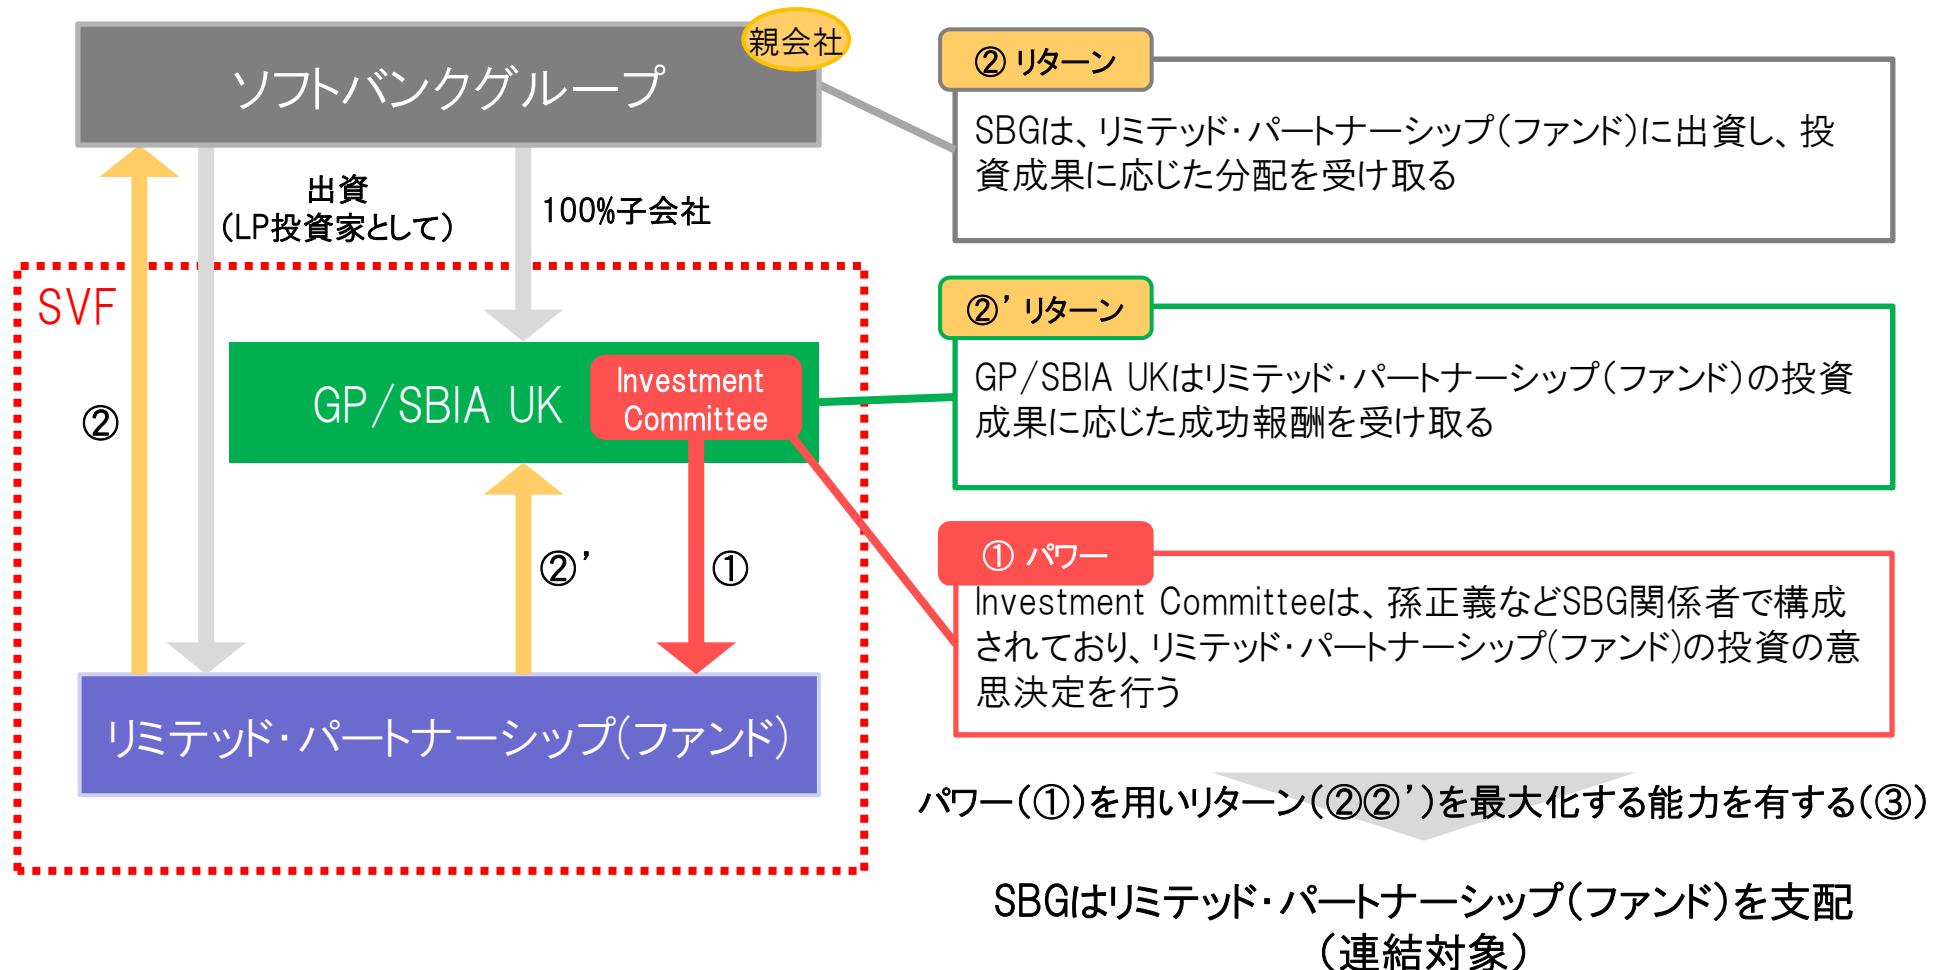 親会社
ソフトバンクグループ
出資
(LP投資家として)
100%子会社
SVF
GP/SBIA UK
Investment
Committee
②
②’
①
リミテッド・パートナーシップ(ファンド)
② リターン
SBGは、リミテッド・パートナーシップ(ファンド)に出資し、投
資成果に応じた分配を受け取る
②’ リターン
GP/SBIA UKはリミテッド・パートナーシップ(ファンド)の投資
成果に応じた成功報酬を受け取る
① パワー
Investment Committeeは、孫正義などSBG関係者で構成
されており、リミテッド・パートナーシップ(ファンド)の投資の意
思決定を行う
パワー(①)を用いリターン(②②’)を最大化する能力を有する(③)
SBGはリミテッド・パートナーシップ(ファンド)を支配
(連結対象)